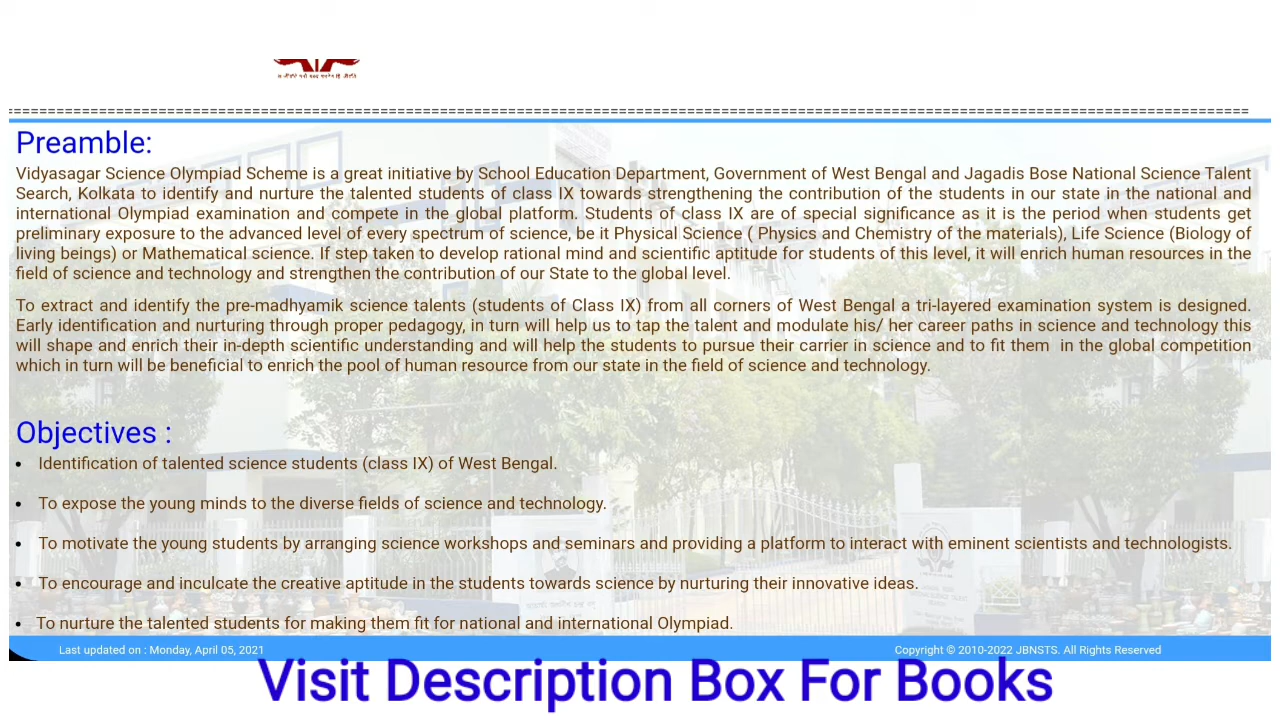 ================================================================================================================================================
Preamble:
Vidyasagar Science Olympiad Scheme is a great initiative by School Education Department, Government of West Bengal and Jagadis Bose National Science Talent
Search, Kolkata to identify and nurture the talented students of class IX towards strengthening the contribution of the students in our state in the national and
international Olympiad examination and compete in the global platform. Students of class IX are of special significance as it is the period when students get
preliminary exposure to the advanced level of every spectrum of science, be it Physical Science ( Physics and Chemistry of the materials), Life Science (Biology of
living beings) or Mathematical science. If step taken to develop rational mind and scientific aptitude for students of this level, it will enrich human resources in the
field of science and technology and strengthen the contribution of our State to the global level.
To extract and identify the pre-madhyamik science talents (students of Class IX) from all corners of West Bengal a tri-layered examination system is designed.
Early identification and nurturing through proper pedagogy, in turn will help us to tap the talent and modulate his/ her career paths in science and technology this
will shape and enrich their in-depth scientific understanding and will help the students to pursue their carrier in science and to fit them in the global competition
which in turn will be beneficial to enrich the pool of human resource from our state in the field of science and technology.
Objectives :
• Identification of talented science students (class IX) of West Bengal.
• To expose the young minds to the diverse fields of science and technology.
• To motivate the young students by arranging science workshops and seminars and providing a platform to interact with eminent scientists and technologists.
• To encourage and inculcate the creative aptitude in the students towards science by nurturing their innovative ideas.
• To nurture the talented students for making them fit for national and international Olympiad.
Last updated on : Monday, April 05, 2021
Copyright © 2010-2022 JBNSTS. All Rights Reserved
Visit Description Box For Books